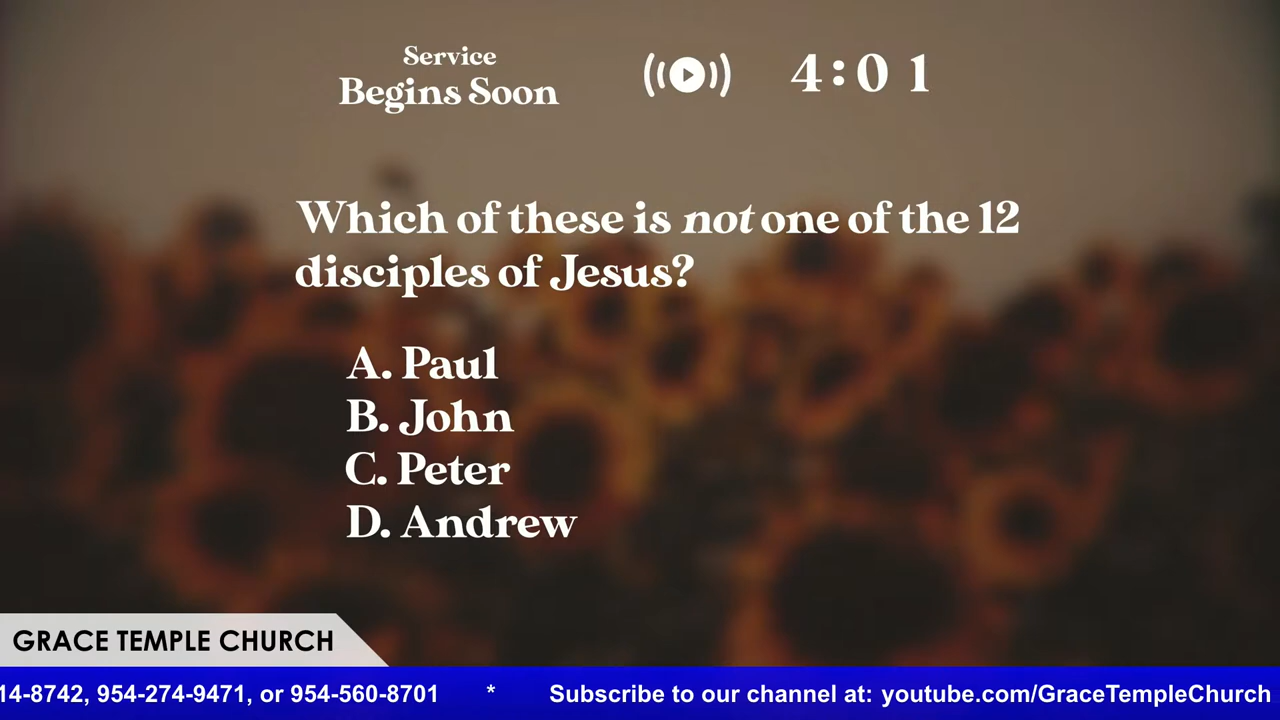 Service
Begins Soon
4:01
Which of these is not one of the 12
disciples of Jesus?
A. Paul
B. John
C. Peter
D. Andrew
GRACE TEMPLE CHURCH
14-8742, 954-274-9471, or 954-560-8701 * Subscribe to our channel at: youtube.com/GraceTempleChurch